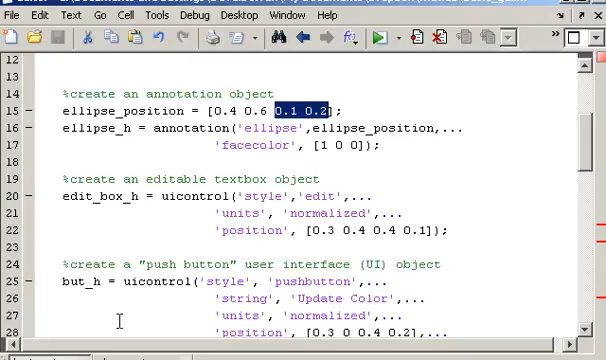 File Edit Text Go Cell Tools Debug Desktop Window Help
12
13
14 %create an annotation object
15 — ellipse_position = [0.4 0.6 0.1 0.2];
16 — ellipse_h = annotation('ellipse',ellipse_position,...
17 'facecolor', [1 0 0]);
18
19 %create an editable textbox object
20 — edit_box_h = uicontrol('style','edit',...
21 'units', 'normalized',...
22 'position', [0.3 0.4 0.4 0.1]);
23
24 %create a "push button" user interface (UI) object
25 — but_h = uicontrol('style', 'pushbutton',...
26 'string', 'Update Color',...
27 'units', 'normalized',...
28 'position', [0.3 0 0.4 0.2],...